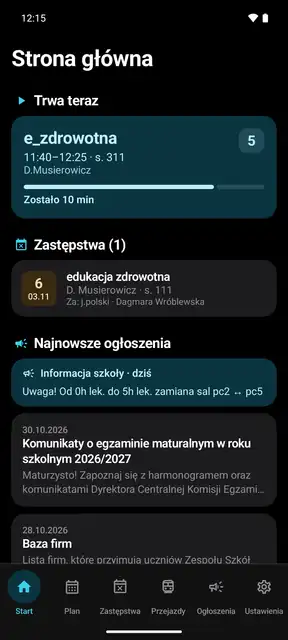 12:15
Strona główna
Trwa teraz
e_zdrowotna
5
11:40–12:25 · s. 311
D.Musierowicz
Zostało 10 min
Zastępstwa (1)
6
03.11
edukacja zdrowotna
D. Musierowicz · s. 111
Za: j.polski · Dagmara Wróblewska
Najnowsze ogłoszenia
Informacja szkoły · dziś
Uwaga! Od 0h lek. do 5h lek. zamiana sal pc2 ↔ pc5
30.10.2026
Komunikaty o egzaminie maturalnym w roku
szkolnym 2026/2027
Maturzysto! Zapoznaj się z harmonogramem oraz
komunikatami Dyrektora Centralnej Komisji Egzami...
28.10.2026
Baza firm
Lista firm, które przyjmują uczniów Zespołu Szkół
Start
Plan
Zastępstwa
Przejazdy
Ogłoszenia
Ustawienia